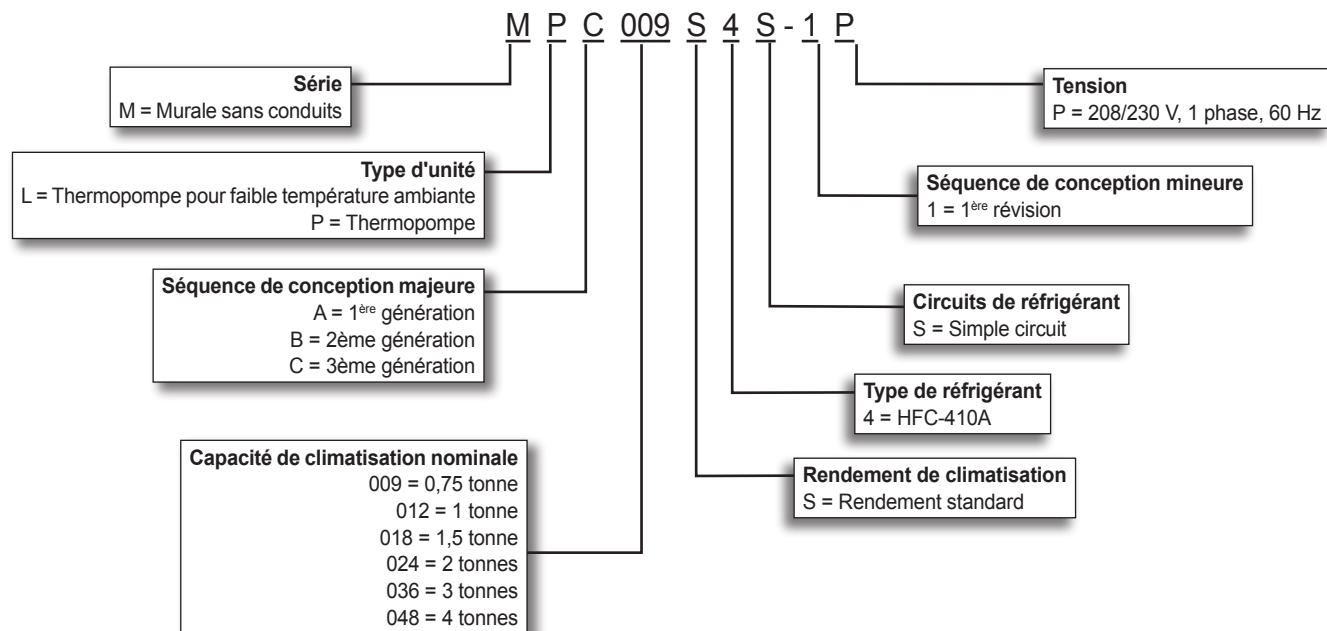 M P C 009 S 4 S - 1 P
Série
M = Murale sans conduits
Type d'unité
L = Thermopompe pour faible température ambiante
P = Thermopompe
Séquence de conception majeure
A = 1ère génération
B = 2ème génération
C = 3ème génération
Capacité de climatisation nominale
009 = 0,75 tonne
012 = 1 tonne
018 = 1,5 tonne
024 = 2 tonnes
036 = 3 tonnes
048 = 4 tonnes
Tension
P = 208/230 V, 1 phase, 60 Hz
Séquence de conception mineure
1 = 1ère révision
Circuits de réfrigérant
S = Simple circuit
Type de réfrigérant
4 = HFC-410A
Rendement de climatisation
S = Rendement standard